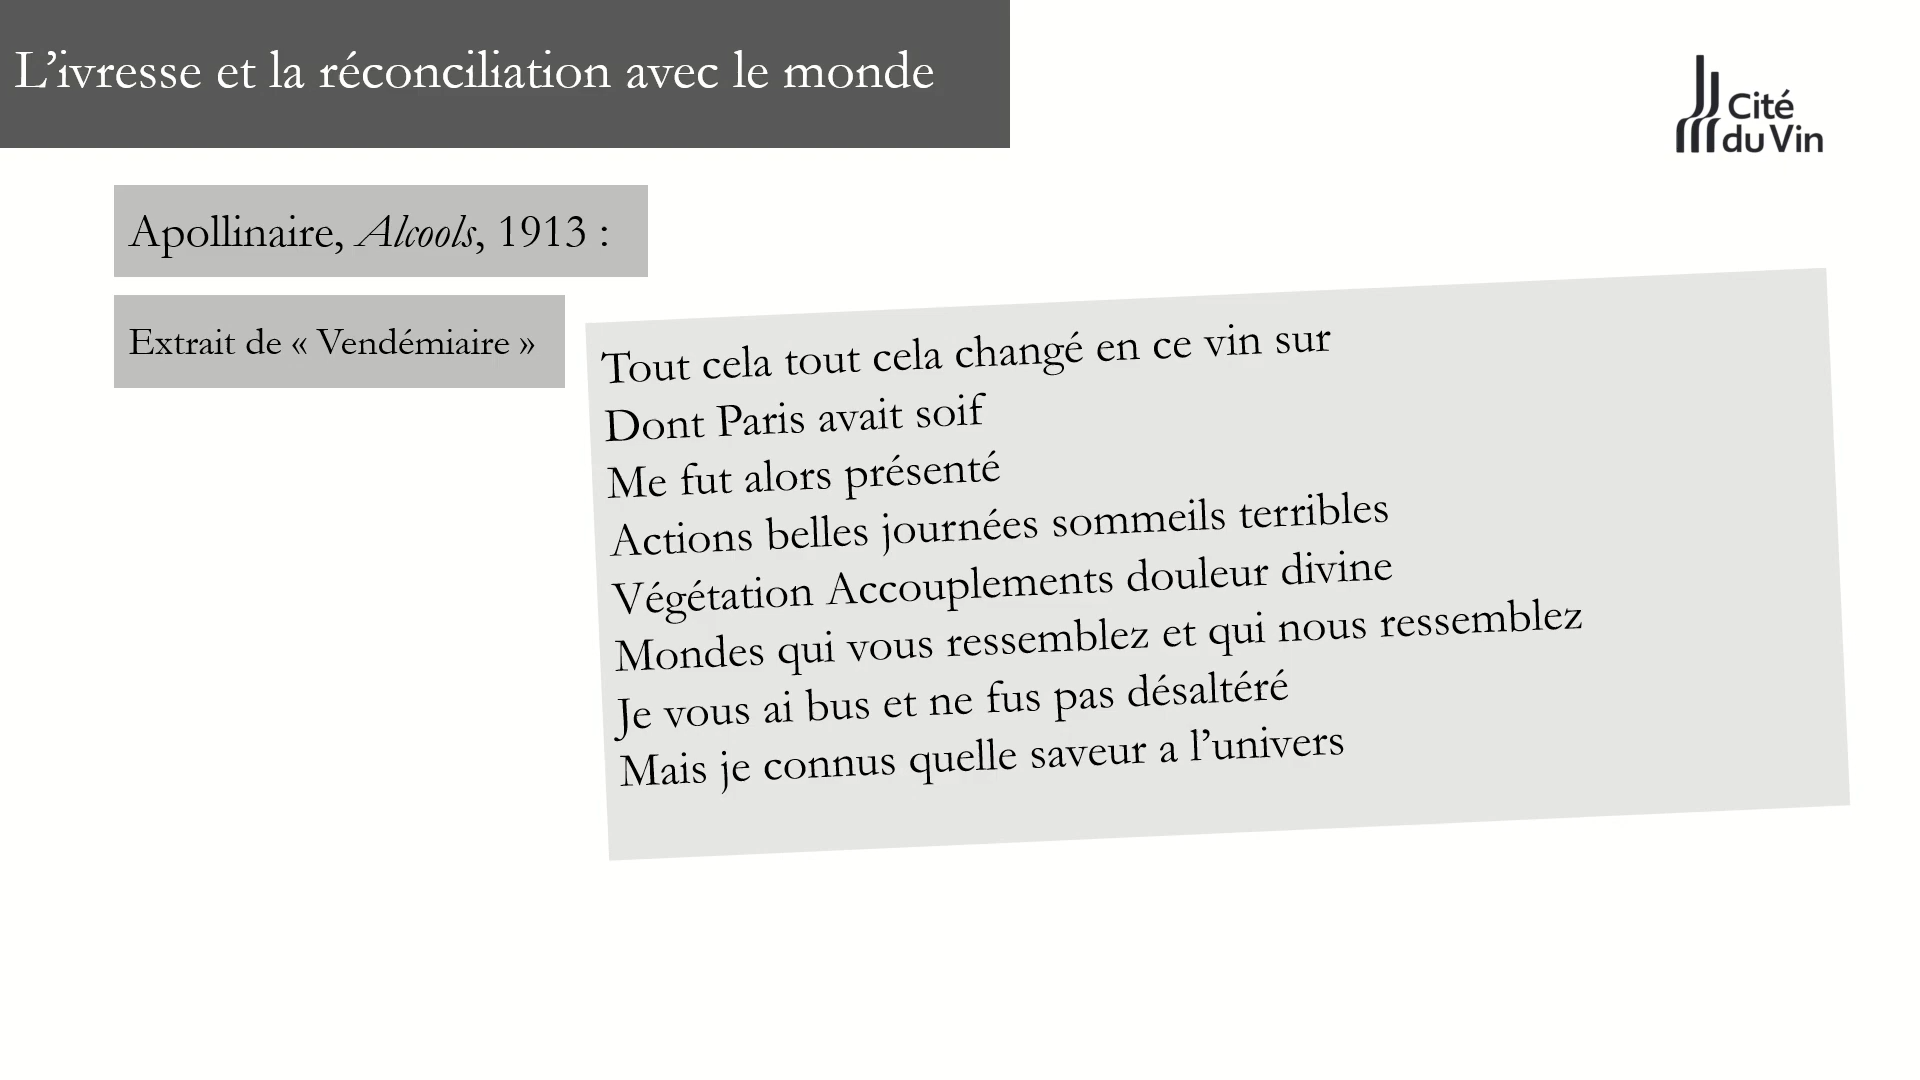 L’ivresse et la réconciliation avec le monde
Cité
du Vin
Apollinaire, Alcools, 1913 :
Extrait de « Vendémiaire »
Tout cela tout cela changé en ce vin sur
Dont Paris avait soif
Me fut alors présenté
Actions belles journées sommeils terribles
Végétation Accouplements douleur divine
Mondes qui vous ressemblez et qui nous ressemblez
Je vous ai bus et ne fus pas désaltéré
Mais je connus quelle saveur a l’univers